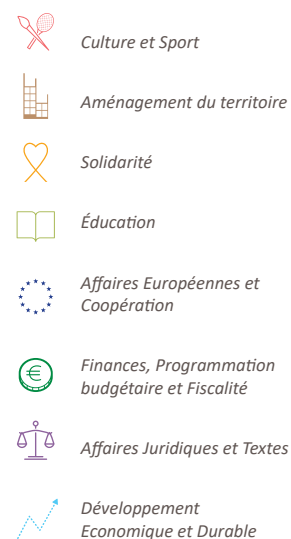 Culture et Sport
Aménagement du territoire
Solidarité
Éducation
Affaires Européennes et
Coopération
Finances, Programmation
budgétaire et Fiscalité
Affaires Juridiques et Textes
Développement
Economique et Durable